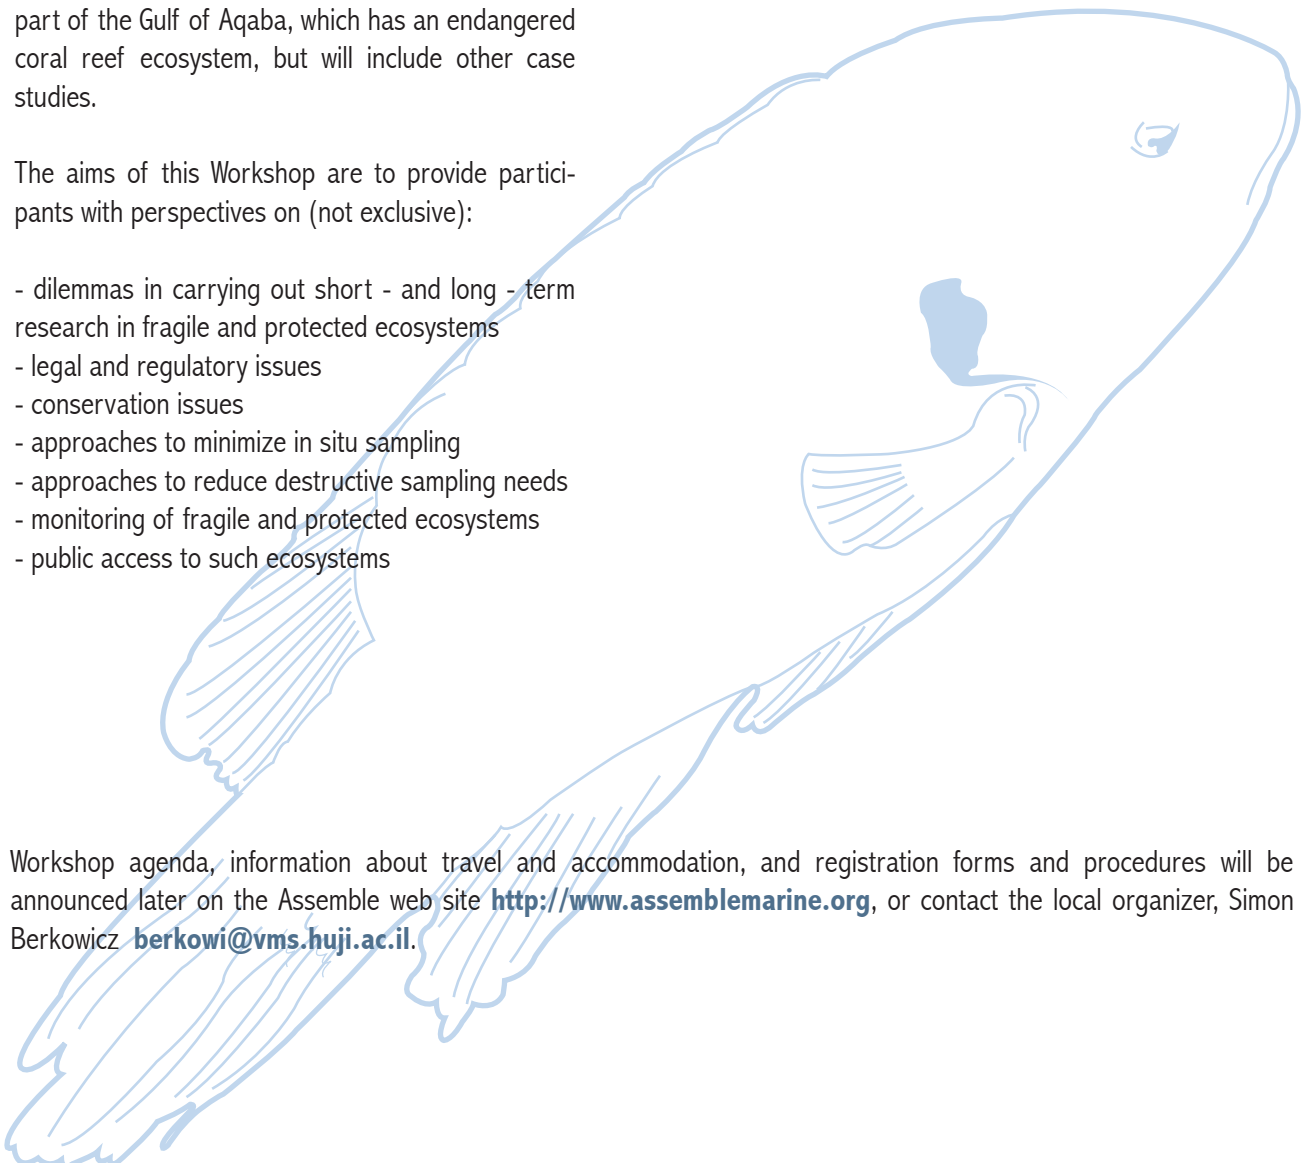 part of the Gulf of Aqaba, which has an endangered
coral reef ecosystem, but will include other case
studies.
The aims of this Workshop are to provide partici-
pants with perspectives on (not exclusive):
- dilemmas in carrying out short - and long - term
research in fragile and protected ecosystems
- legal and regulatory issues
- conservation issues
- approaches to minimize in situ sampling
- approaches to reduce destructive sampling needs
- monitoring of fragile and protected ecosystems
- public access to such ecosystems
Workshop agenda, information about travel and accommodation, and registration forms and procedures will be
announced later on the Assemble web site http://www.assemblemarine.org, or contact the local organizer, Simon
Berkowicz berkowi@vms.huji.ac.il.